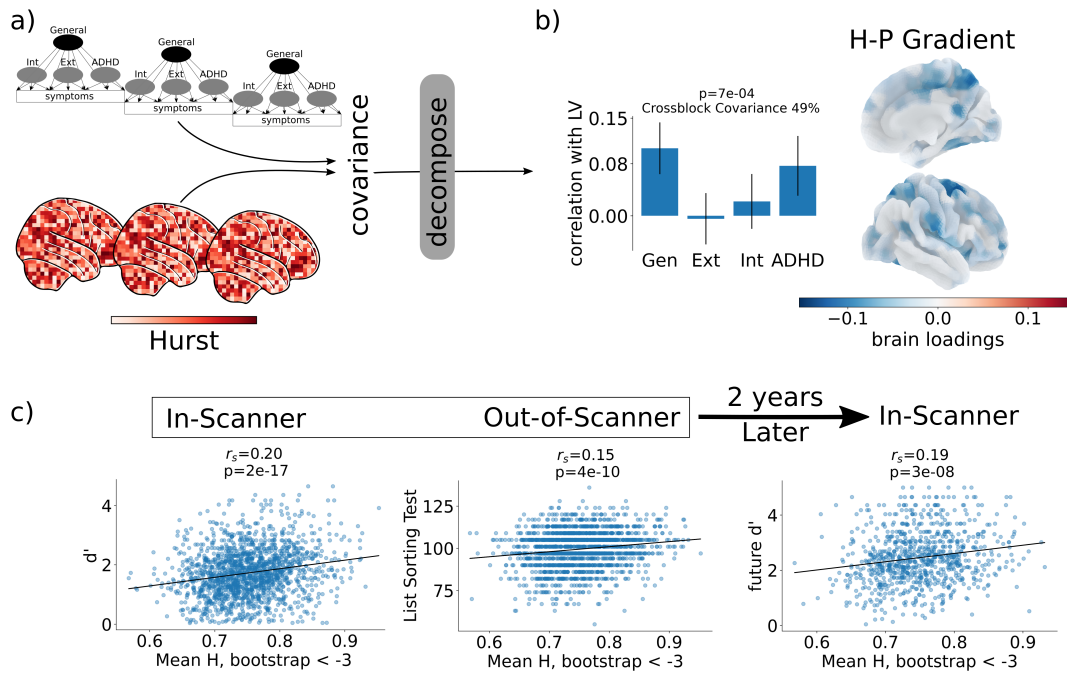 a)
General
Int Ext ADHD
symptoms
General
Int Ext ADHD
symptoms
General
Int Ext ADHD
symptoms
covariance
decompose
Hurst
b)
H-P Gradient
p=7e-04
Crossblock Covariance 49%
correlation with LV
0.15
0.08
0.00
Gen Ext Int ADHD
−0.1 0.0 0.1
brain loadings
c)
In-Scanner
Out-of-Scanner
2 years
Later
In-Scanner
rs=0.20
p=2e-17
d'
4
2
0
0.6 0.7 0.8 0.9
Mean H, bootstrap < -3
rs=0.15
p=4e-10
List Sorting Test
125
100
75
0.6 0.7 0.8 0.9
Mean H, bootstrap < -3
rs=0.19
p=3e-08
future d'
4
2
0
0.6 0.7 0.8 0.9
Mean H, bootstrap < -3